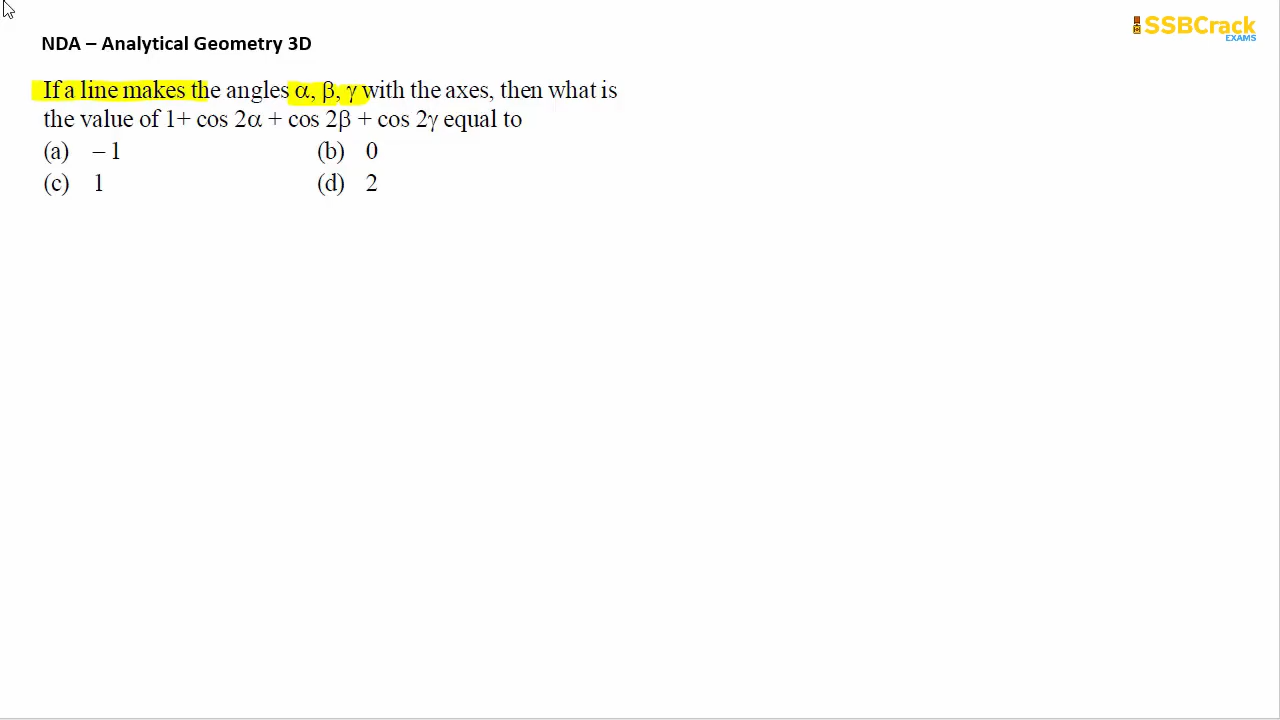 SSBCrack
EXAMS
NDA – Analytical Geometry 3D
If a line makes the angles α, β, γ with the axes, then what is
the value of 1+ cos 2α + cos 2β + cos 2γ equal to
(a) – 1 (b) 0
(c) 1 (d) 2